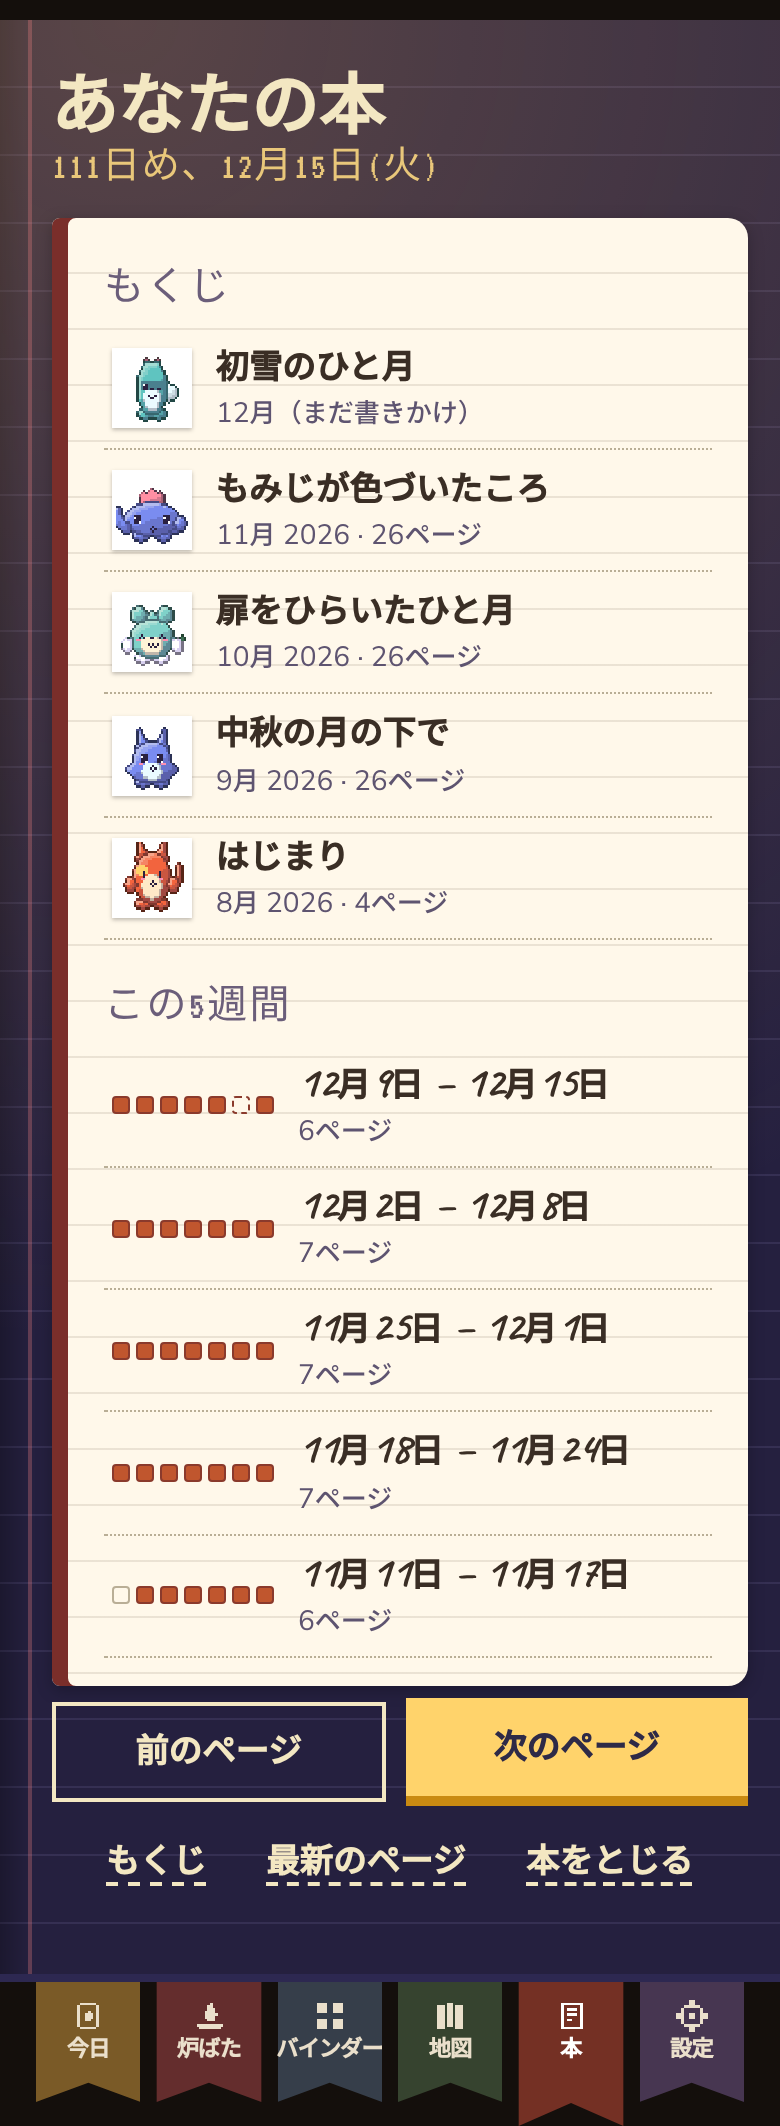 あなたの本
111日め、12月15日(火)
もくじ
初雪のひと月
12月（まだ書きかけ）
もみじが色づいたころ
11月 2026 · 26ページ
扉をひらいたひと月
10月 2026 · 26ページ
中秋の月の下で
9月 2026 · 26ページ
はじまり
8月 2026 · 4ページ
この5週間
12月 9日 – 12月 15日
6ページ
12月 2日 – 12月 8日
7ページ
11月 25日 – 12月 1日
7ページ
11月 18日 – 11月 24日
7ページ
11月 11日 – 11月 17日
6ページ
前のページ 次のページ
もくじ 最新のページ 本をとじる
今日 炉ばた バインダー 地図 本 設定